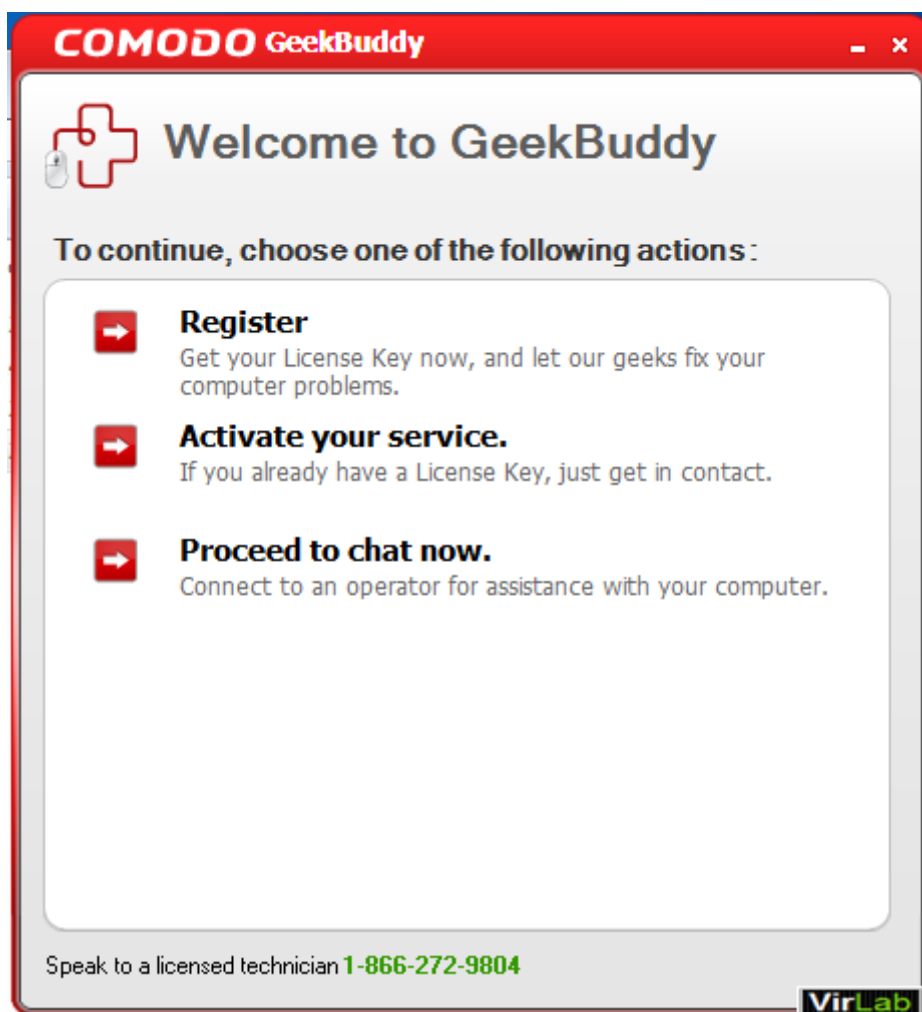 COMODO GeekBuddy
Welcome to GeekBuddy
To continue, choose one of the following actions:
Register
Get your License Key now, and let our geeks fix your
computer problems.
Activate your service.
If you already have a License Key, just get in contact.
Proceed to chat now.
Connect to an operator for assistance with your computer.
Speak to a licensed technician 1-866-272-9804
VirLab